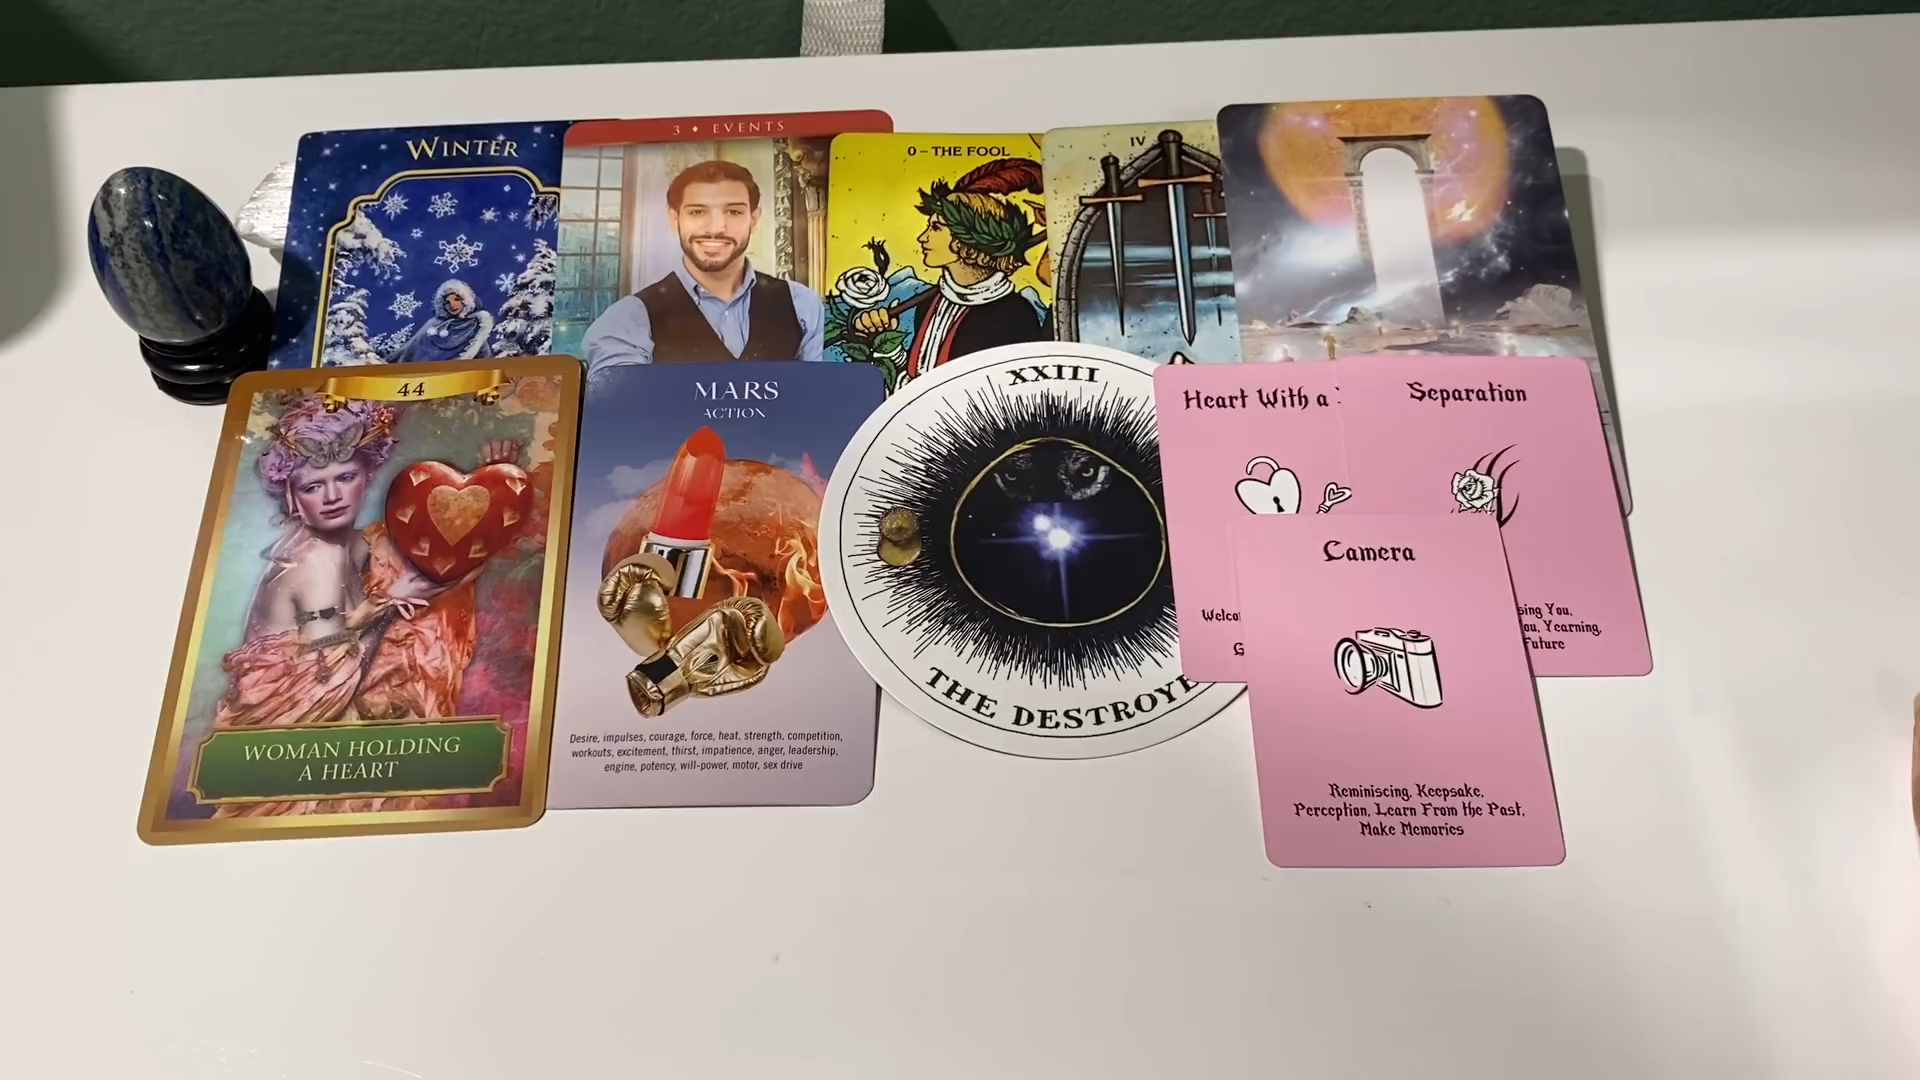 WINTER
3 ♦ EVENTS
0 – THE FOOL
IV
44
WOMAN HOLDING
A HEART
MARS
ACTION
Desire, impulses, courage, force, heat, strength, competition,
workouts, excitement, thirst, impatience, anger, leadership,
engine, potency, will-power, motor, sex drive
XXIII
THE DESTROYE
Heart With a
Separation
Yearning,
Future
Camera
Reminiscing, Keepsake,
Perception, Learn From the Past,
Make Memories